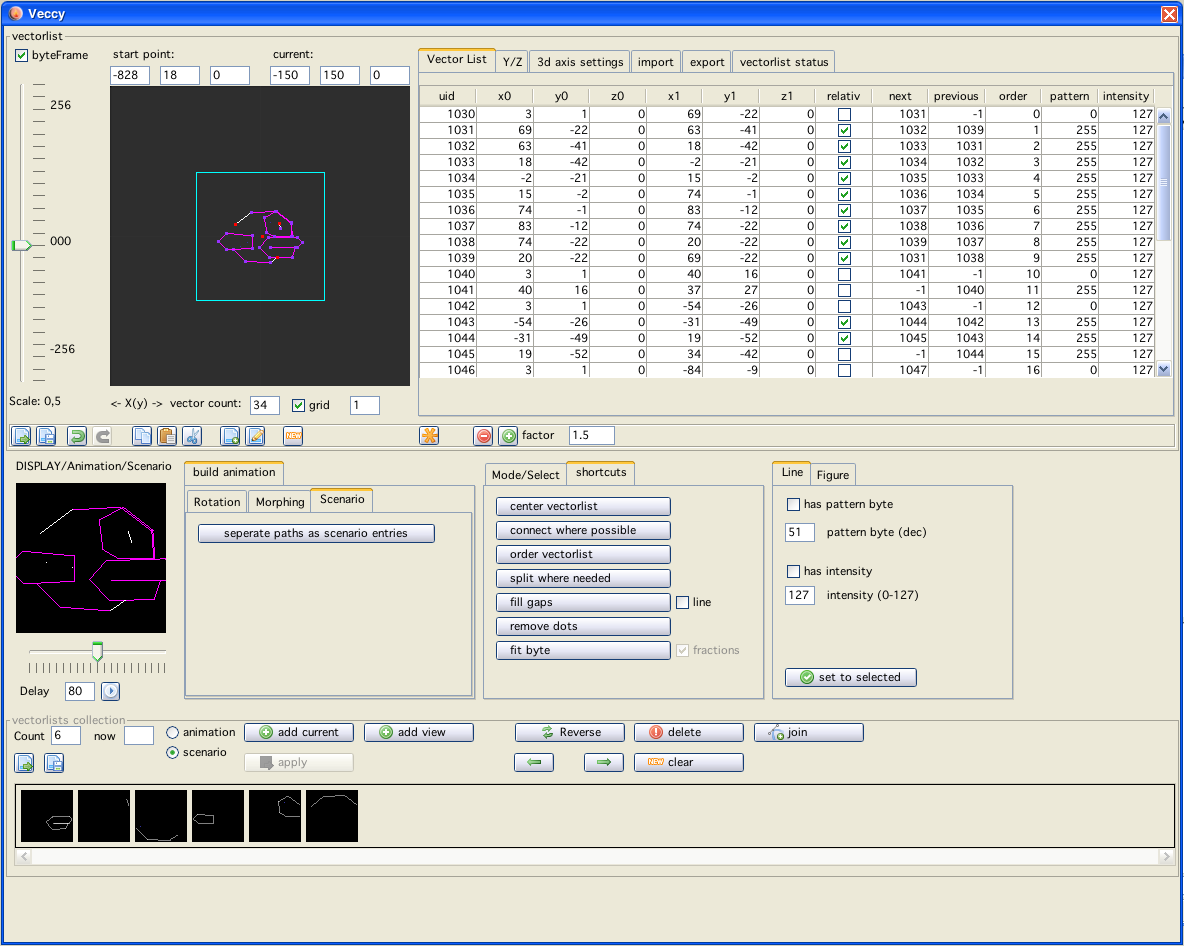 Veccy
vectorlist
byteFrame start point: current:
-828 18 0 -150 150 0
256
000
-256
Scale: 0,5
<- X(y) -> vector count: 34 grid 1
Vector List Y/Z 3d axis settings import export vectorlist status
uid x0 y0 z0 x1 y1 z1 relativ next previous order pattern intensity
1030 3 1 0 69 -22 0 1031 -1 0 0 127
1031 69 -22 0 63 -41 0 1032 1039 1 255 127
1032 63 -41 0 18 -42 0 1033 1031 2 255 127
1033 18 -42 0 -2 -21 0 1034 1032 3 255 127
1034 -2 -21 0 15 -2 0 1035 1033 4 255 127
1035 15 -2 0 74 -1 0 1036 1034 5 255 127
1036 74 -1 0 83 -12 0 1037 1035 6 255 127
1037 83 -12 0 74 -22 0 1038 1036 7 255 127
1038 74 -22 0 20 -22 0 1039 1037 8 255 127
1039 20 -22 0 69 -22 0 1031 1038 9 255 127
1040 3 1 0 40 16 0 1041 -1 10 0 127
1041 40 16 0 37 27 0 -1 1040 11 255 127
1042 3 1 0 -54 -26 0 1043 -1 12 0 127
1043 -54 -26 0 -31 -49 0 1044 1042 13 255 127
1044 -31 -49 0 19 -52 0 1045 1043 14 255 127
1045 19 -52 0 34 -42 0 -1 1044 15 255 127
1046 3 1 0 -84 -9 0 1047 -1 16 0 127
NEW factor 1.5
DISPLAY/Animation/Scenario
Delay 80
build animation
Rotation Morphing Scenario
seperate paths as scenario entries
Mode/Select shortcuts
center vectorlist
connect where possible
order vectorlist
split where needed
fill gaps line
remove dots
fit byte fractions
Line Figure
has pattern byte
51 pattern byte (dec)
has intensity
127 intensity (0-127)
set to selected
vectorlists collection
Count 6 now animation add current add view Reverse delete join
scenario apply NEW clear